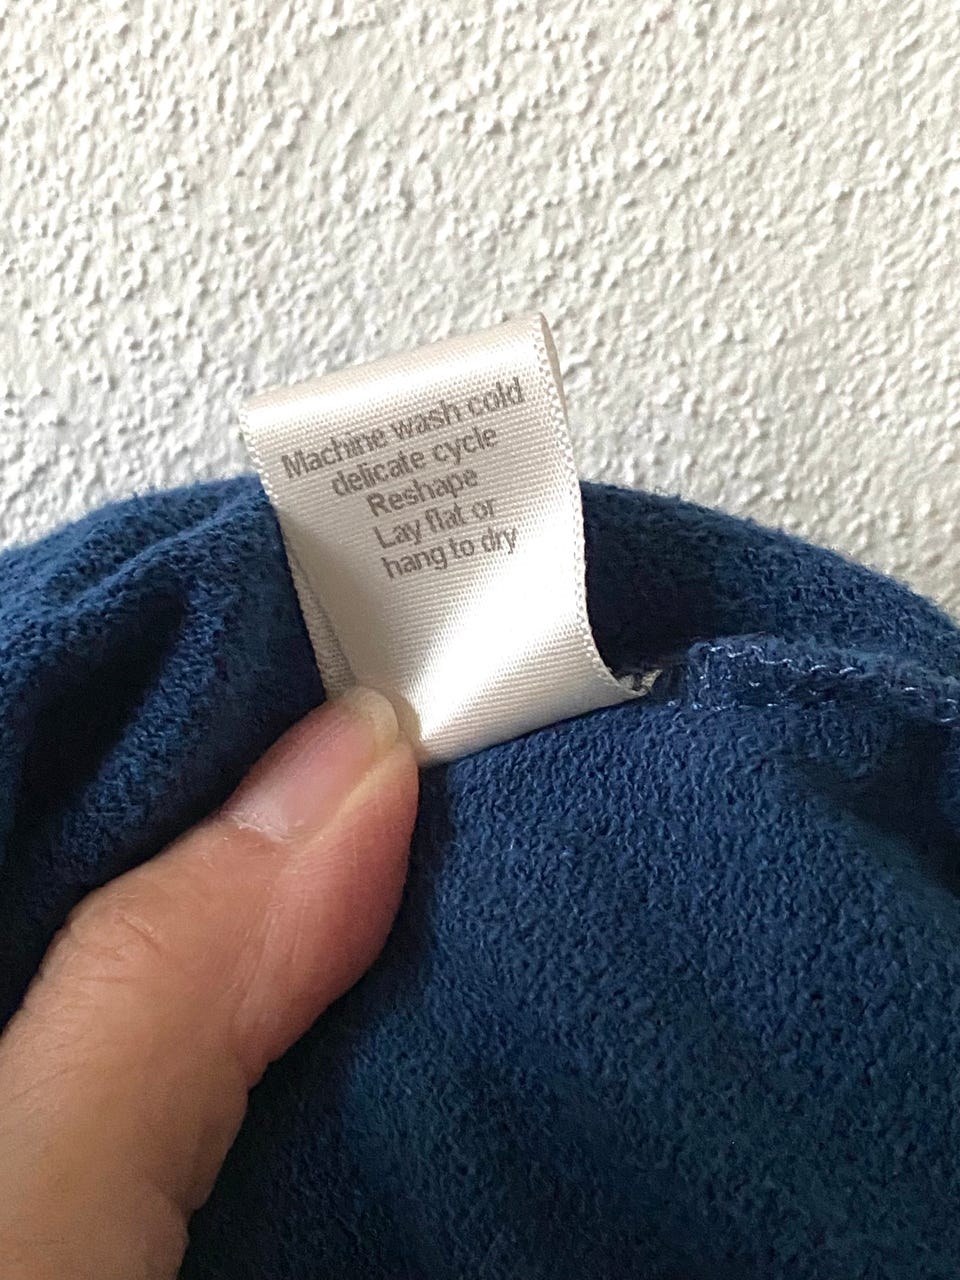 Machine wash cold
delicate cycle
Reshape
Lay flat or
hang to dry